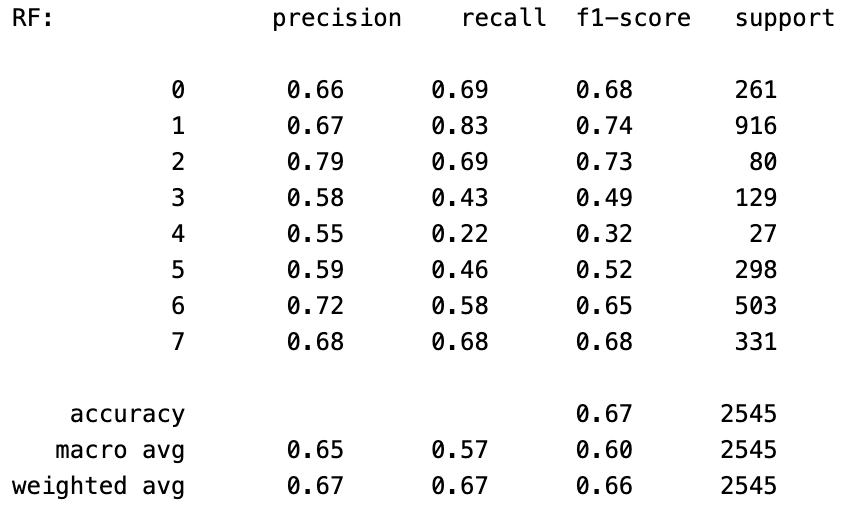 RF: precision recall f1-score support
0 0.66 0.69 0.68 261
1 0.67 0.83 0.74 916
2 0.79 0.69 0.73 80
3 0.58 0.43 0.49 129
4 0.55 0.22 0.32 27
5 0.59 0.46 0.52 298
6 0.72 0.58 0.65 503
7 0.68 0.68 0.68 331
accuracy 0.67 2545
macro avg 0.65 0.57 0.60 2545
weighted avg 0.67 0.67 0.66 2545